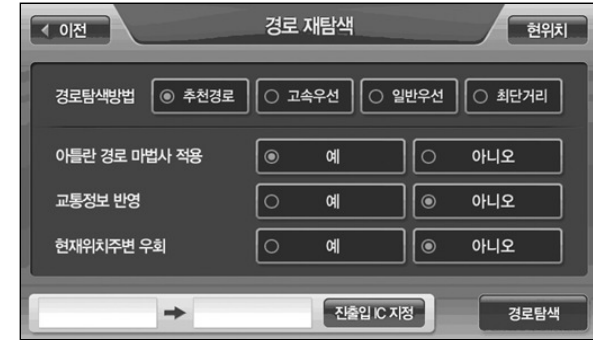 이전 경로 재탐색 현위치
경로탐색방법 추천경로 고속우선 일반우선 최단거리
아틀란 경로 마법사 적용 예 아니오
교통정보 반영 예 아니오
현재위치주변 우회 예 아니오
진출입 IC 지정 경로탐색